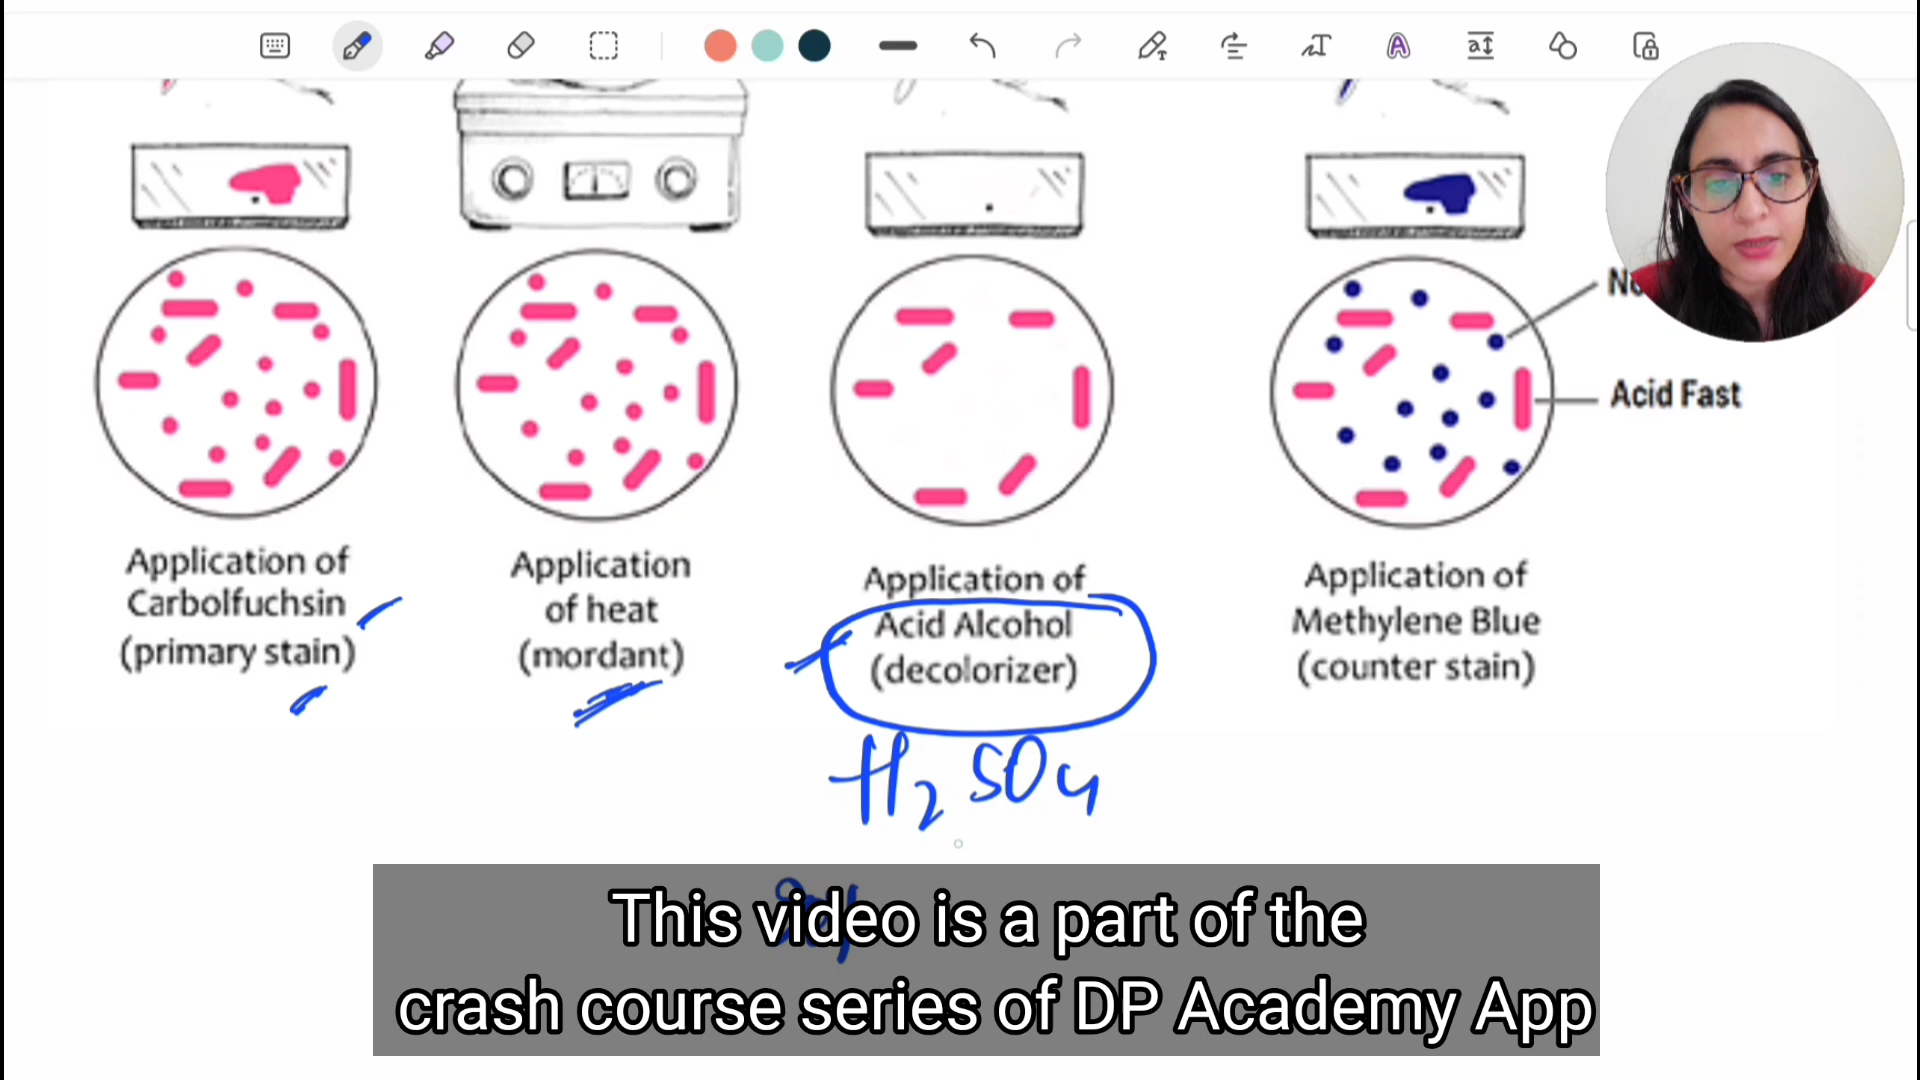 No
Acid Fast
Application of
Carbolfuchsin
(primary stain)
Application
of heat
(mordant)
Application of
Acid Alcohol
(decolorizer)
Application of
Methylene Blue
(counter stain)
H2SO4
This video is a part of the
crash course series of DP Academy App